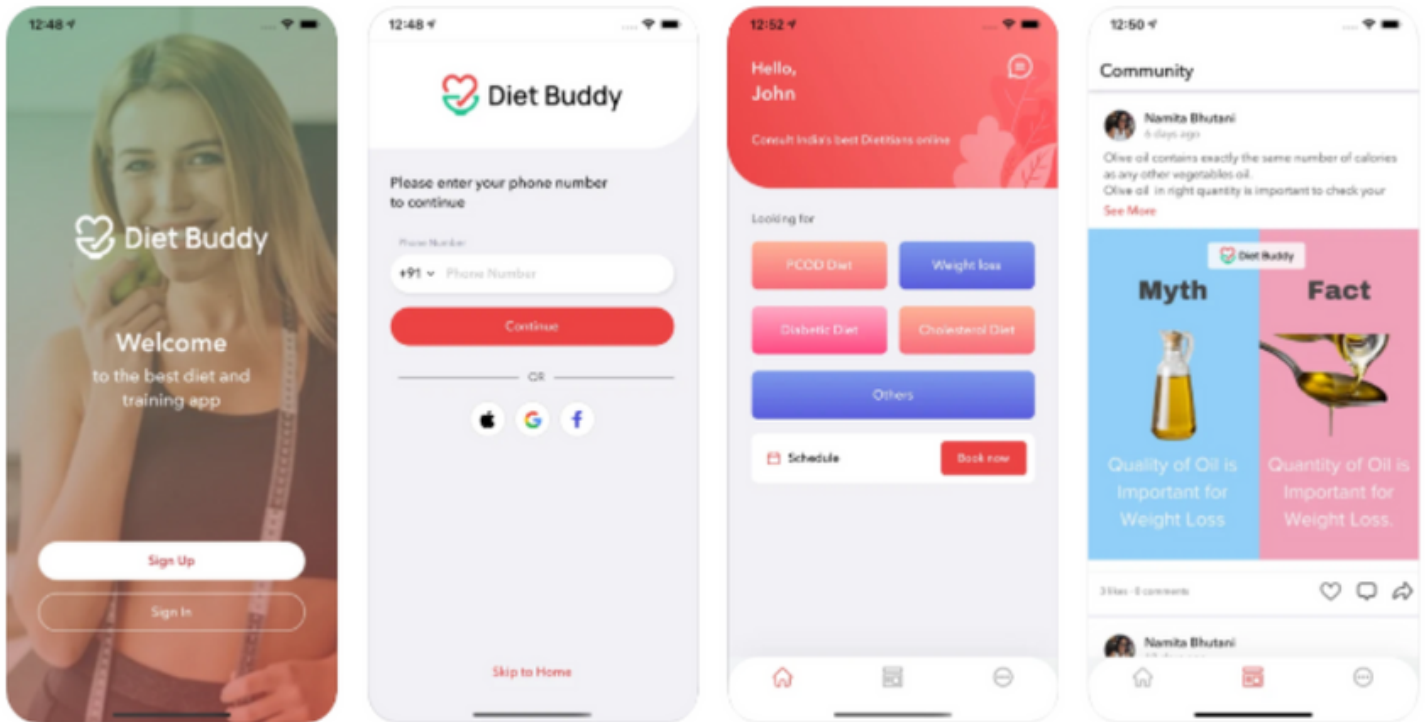 12:48
Diet Buddy
Welcome
to the best diet and
training app
Sign Up
Sign In
12:48
Diet Buddy
Please enter your phone number
to continue
Phone Number
+91 Phone Number
Continue
OR
Skip to Home
12:52
Hello,
John
Consult India's best Dietitians online
Looking for
PCOD Diet
Weight loss
Diabetic Diet
Cholesterol Diet
Others
Schedule
Book now
12:50
Community
Namita Bhutani
6 days ago
Olive oil contains exactly the same number of calories
as any other vegetables oil.
Olive oil in right quantity is important to check your
See More
Diet Buddy
Myth
Fact
Quality of Oil is
Important for
Weight Loss
Quantity of Oil is
Important for
Weight Loss.
3 likes - 0 comments
Namita Bhutani